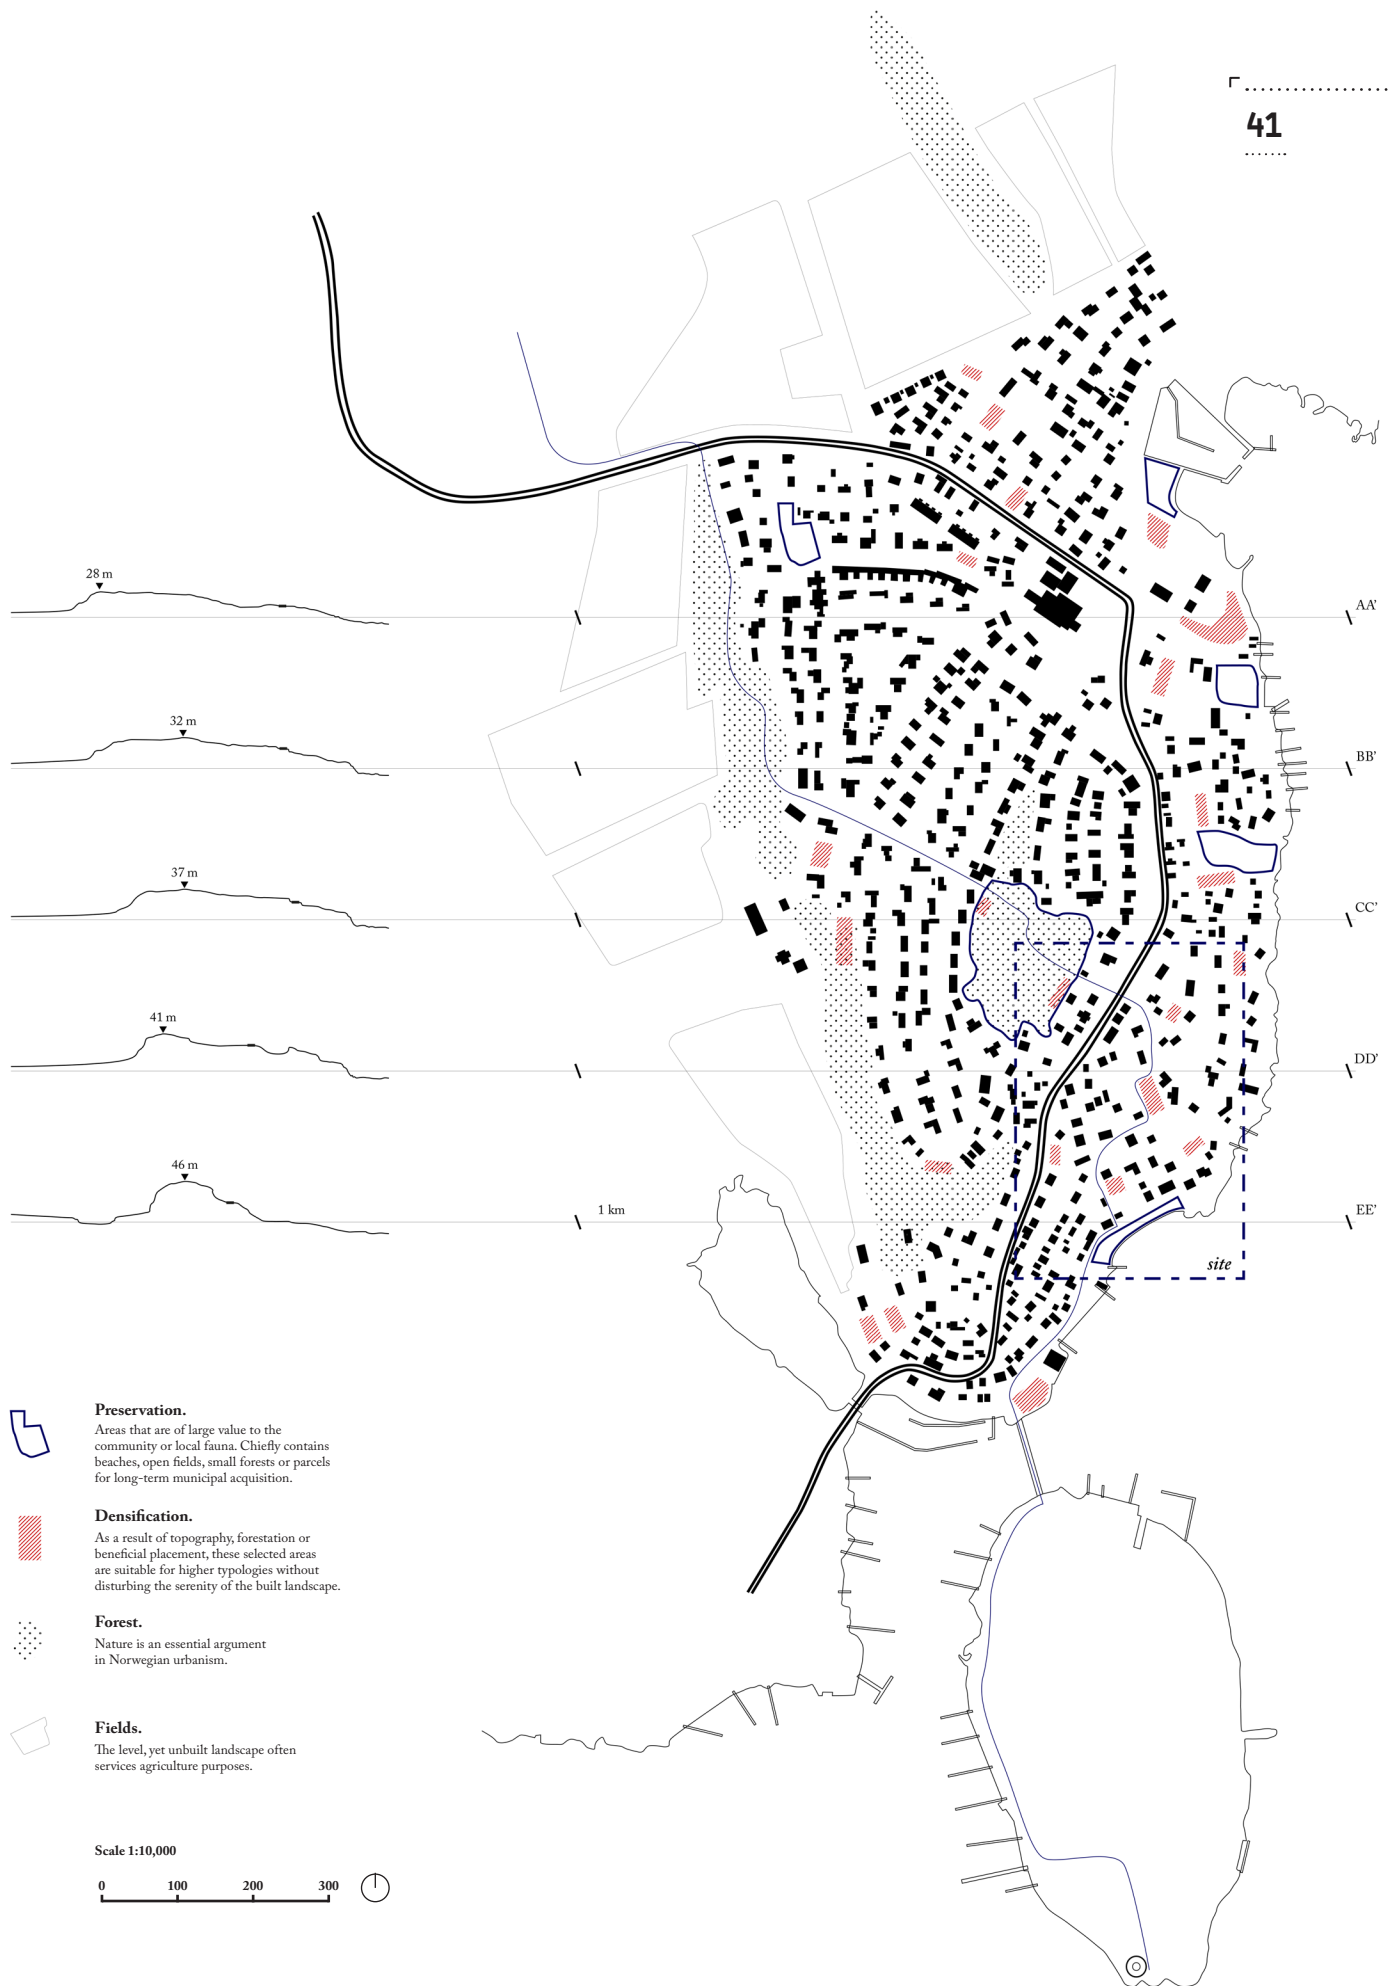 41
28 m
AA’
32 m
BB’
37 m
CC’
41 m
DD’
46 m
1 km
EE’
site
Preservation.
Areas that are of large value to the
community or local fauna. Chiefly contains
beaches, open fields, small forests or parcels
for long-term municipal acquisition.
Densification.
As a result of topography, forestation or
beneficial placement, these selected areas
are suitable for higher typologies without
disturbing the serenity of the built landscape.
Forest.
Nature is an essential argument
in Norwegian urbanism.
Fields.
The level, yet unbuilt landscape often
services agriculture purposes.
Scale 1:10,000
0 100 200 300